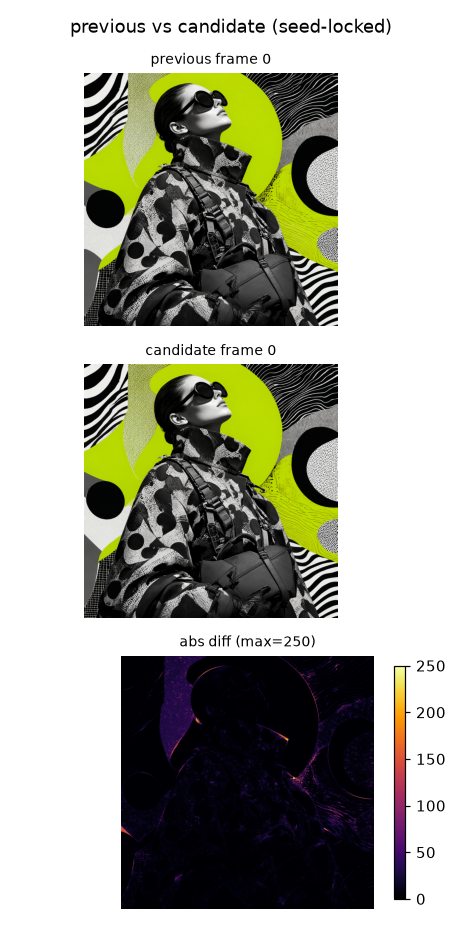 previous vs candidate (seed-locked)
previous frame 0
candidate frame 0
abs diff (max=250)
250
200
150
100
50
0